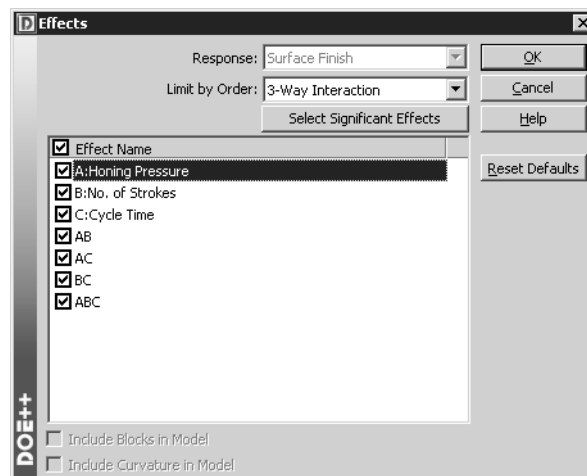 Effects
Response: Surface Finish
OK
Limit by Order: 3-Way Interaction
Cancel
Select Significant Effects
Help
Effect Name
Reset Defaults
A:Honing Pressure
B:No. of Strokes
C:Cycle Time
AB
AC
BC
ABC
DOE++
Include Blocks in Model
Include Curvature in Model